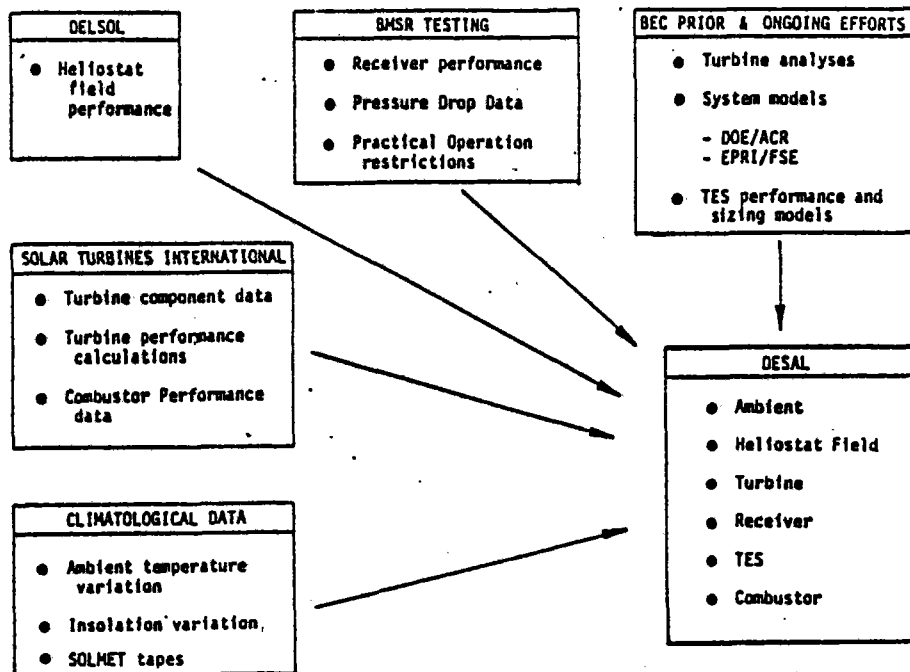 DELSOL
● Heliostat
field
performance
BMSR TESTING
● Receiver performance
● Pressure Drop Data
● Practical Operation
restrictions
BEC PRIOR & ONGOING EFFORTS
● Turbine analyses
● System models
- DOE/ACR
- EPRI/FSE
● TES performance and
sizing models
SOLAR TURBINES INTERNATIONAL
● Turbine component data
● Turbine performance
calculations
● Combustor Performance
data
CLIMATOLOGICAL DATA
● Ambient temperature
variation
● Insolation variation,
● SOLMET tapes
DESAL
● Ambient
● Heliostat Field
● Turbine
● Receiver
● TES
● Combustor